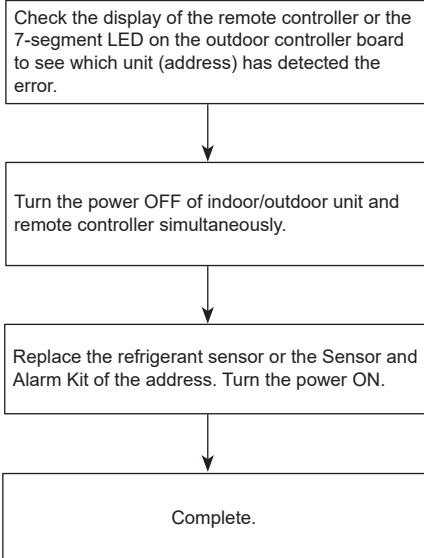 Check the display of the remote controller or the
7-segment LED on the outdoor controller board
to see which unit (address) has detected the
error.
Turn the power OFF of indoor/outdoor unit and
remote controller simultaneously.
Replace the refrigerant sensor or the Sensor and
Alarm Kit of the address. Turn the power ON.
Complete.